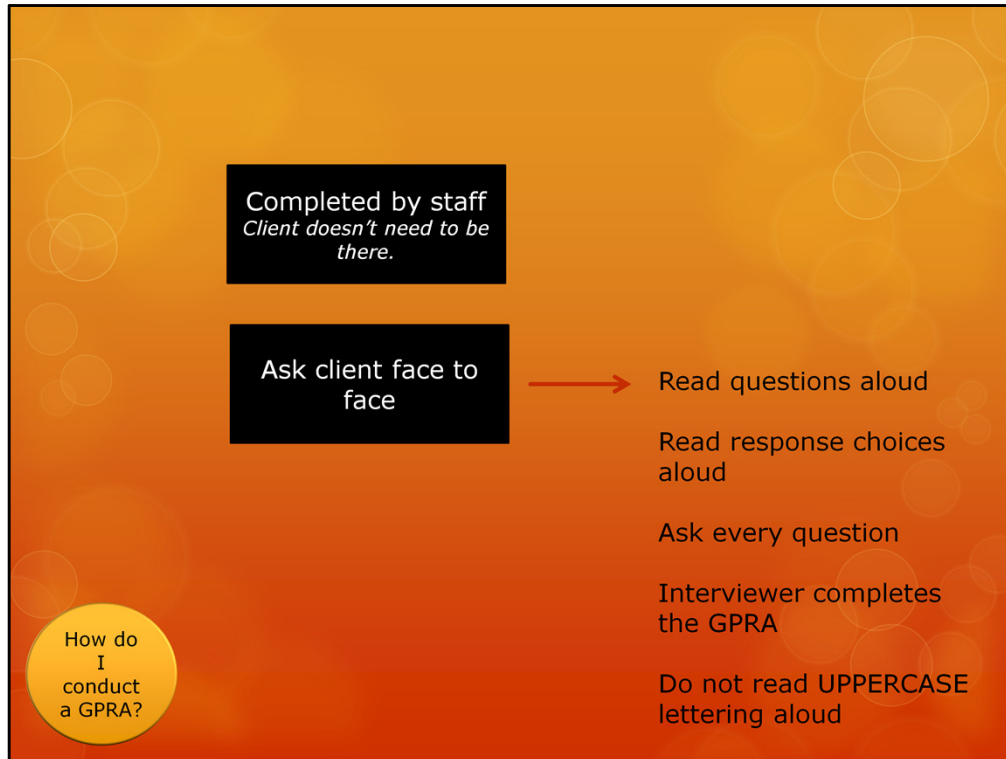 Completed by staff
Client doesn't need to be
there.
Ask client face to
face
Read questions aloud
Read response choices
aloud
Ask every question
Interviewer completes
the GPRA
Do not read UPPERCASE
lettering aloud
How do
I
conduct
a GPRA?